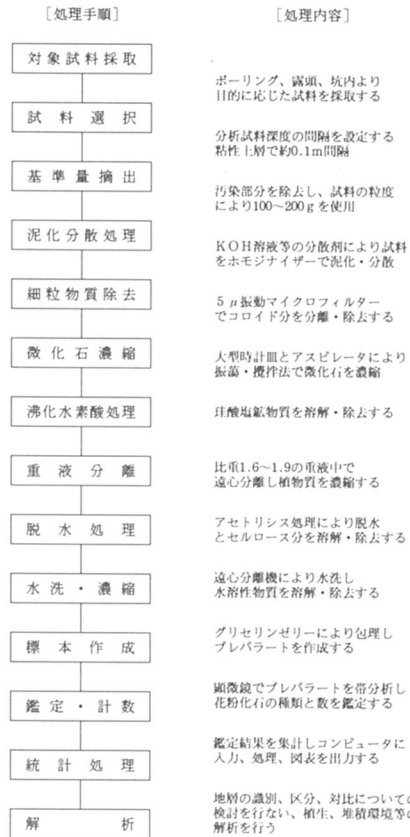 ［処理手順］
［処理内容］
対象試料採取
ボーリング、露頭、坑内より
目的に応じた試料を採取する
試料選択
分析試料深度の間隔を設定する
粘性土層で約0.1m間隔
基準量摘出
汚染部分を除去し、試料の粒度
により100～200gを使用
泥化分散処理
KOH溶液等の分散剤により試料
をホモジナイザーで泥化・分散
細粒物質除去
5μ振動マイクロフィルター
でコロイド分を分離・除去する
微化石濃縮
大型時計皿とアスピレータにより
振蕩・攪拌法で微化石を濃縮
沸化水素酸処理
珪酸塩鉱物質を溶解・除去する
重液分離
比重1.6～1.9の重液中で
遠心分離し植物質を濃縮する
脱水処理
アセトリシス処理により脱水
とセルロース分を溶解・除去する
水洗・濃縮
遠心分離機により水洗し
水溶性物質を溶解・除去する
標本作成
グリセリンゼリーにより包理し
プレパラートを作成する
鑑定・計数
顕微鏡でプレパラートを帯分析し
花粉化石の種類と数を鑑定する
統計処理
鑑定結果を集計しコンピュータに
入力、処理、図表を出力する
解析
地層の識別、区分、対比についての
検討を行ない、植生、堆積環境等の
解析を行う